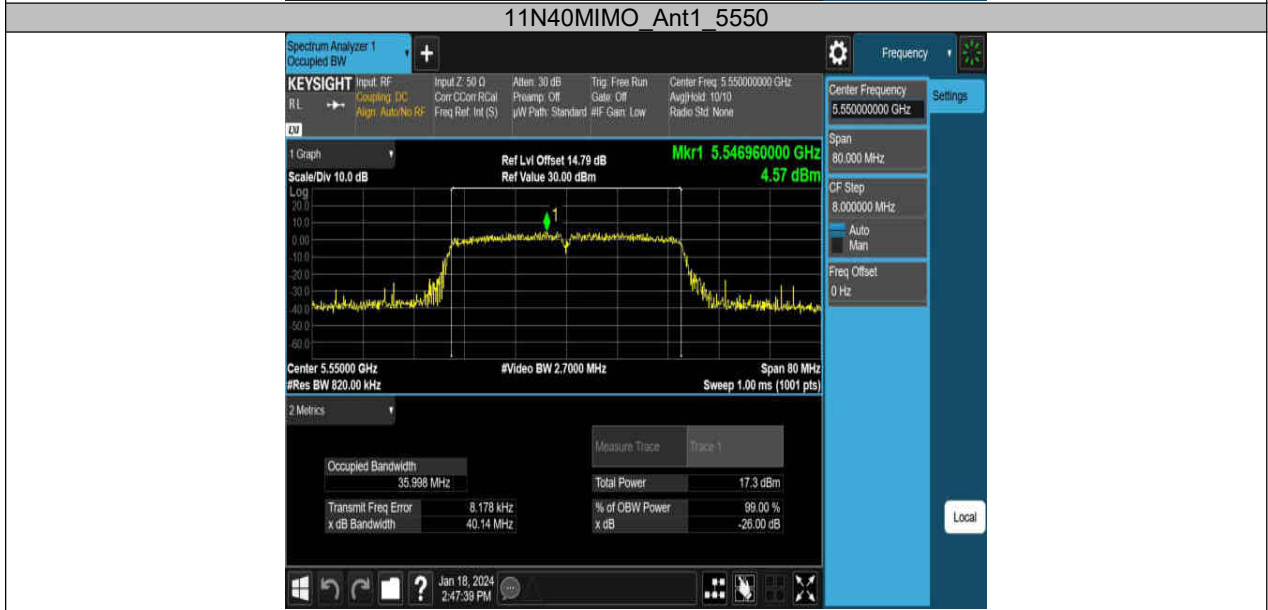 11N40MIMO_Ant1_5550
Spectrum Analyzer 1
Occupied BW
+
Frequency
KEYSIGHT
RL
LXI
Input: RF
Coupling: DC
Align: Auto/No RF
Input Z: 50 Ω
Corr CCorr RCal
Freq Ref: Int (S)
Atten: 30 dB
Preamp: Off
µW Path: Standard
Trig: Free Run
Gate: Off
#IF Gain: Low
Center Freq: 5.550000000 GHz
Avg|Hold: 10/10
Radio Std: None
Center Frequency
5.550000000 GHz
Settings
Span
80.000 MHz
CF Step
8.000000 MHz
Auto
Man
Freq Offset
0 Hz
1 Graph
Scale/Div 10.0 dB
Ref Lvl Offset 14.79 dB
Ref Value 30.00 dBm
Mkr1 5.546960000 GHz
4.57 dBm
Log
20.0
10.0
0.00
-10.0
-20.0
-30.0
-40.0
-50.0
-60.0
1
Center 5.55000 GHz
#Res BW 820.00 kHz
#Video BW 2.7000 MHz
Span 80 MHz
Sweep 1.00 ms (1001 pts)
2 Metrics
Measure Trace Trace 1
Occupied Bandwidth
35.998 MHz
Total Power 17.3 dBm
Transmit Freq Error 8.178 kHz
% of OBW Power 99.00 %
x dB Bandwidth 40.14 MHz
x dB -26.00 dB
Local
?
Jan 18, 2024
2:47:39 PM